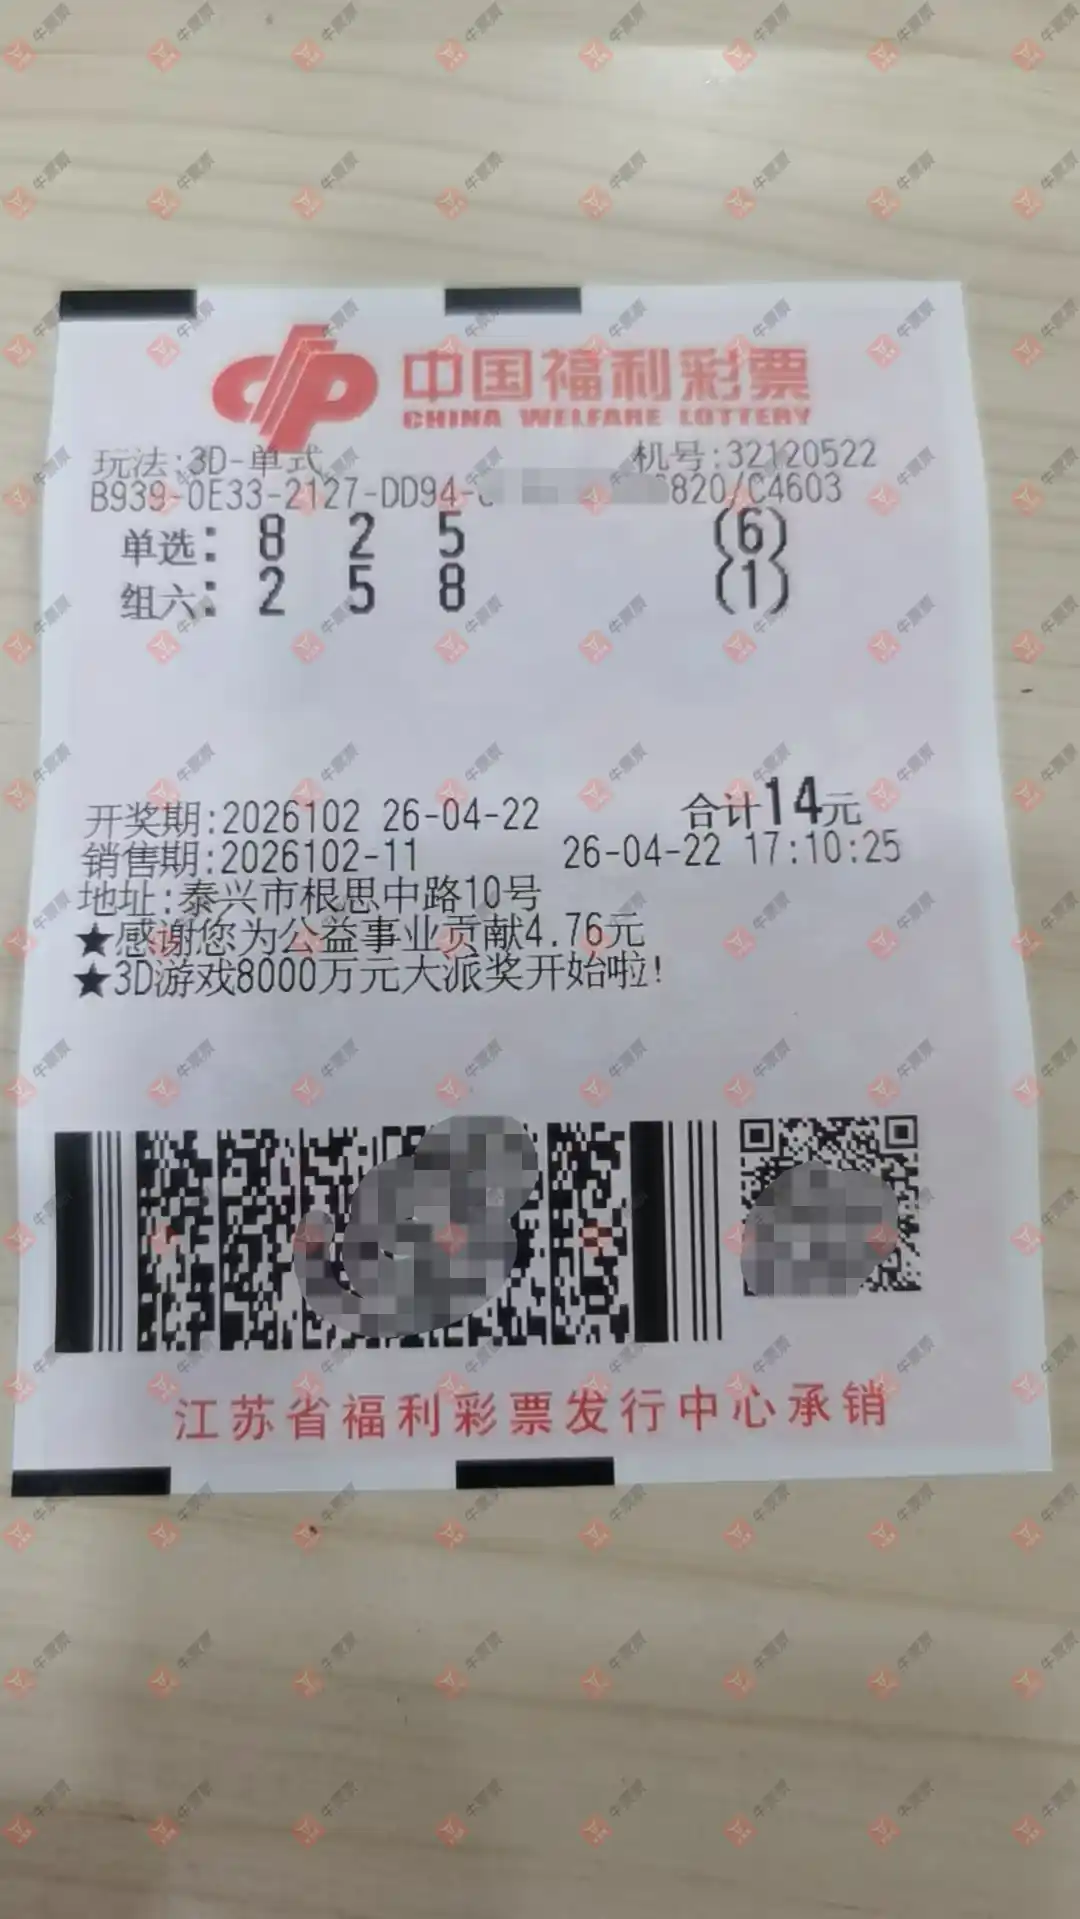 中国福利彩票
CHINA WELFARE LOTTERY
玩法:3D-单式 机号:32120522
B939-0E33-2127-DD94- 820/C4603
单选: 8 2 5 (6)
组六: 2 5 8 (1)
开奖期:2026102 26-04-22 合计14元
销售期:2026102-11 26-04-22 17:10:25
地址:泰兴市根思中路10号
★感谢您为公益事业贡献4.76元
★3D游戏8000万元大派奖开始啦!
江苏省福利彩票发行中心承销